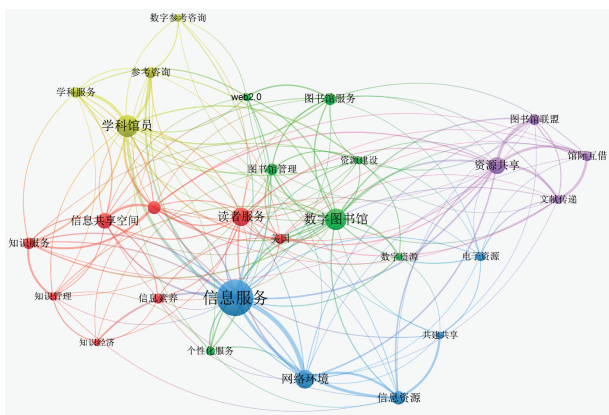 数字参考咨询
参考咨询
学科服务
web2.0
图书馆服务
学科馆员
图书馆联盟
馆际互借
资源建设
资源共享
图书馆管理
文献传递
信息共享空间
读者服务
数字图书馆
美国
知识服务
数字资源
电子资源
知识管理
信息素养
信息服务
共建共享
知识经济
个性化服务
网络环境
信息资源